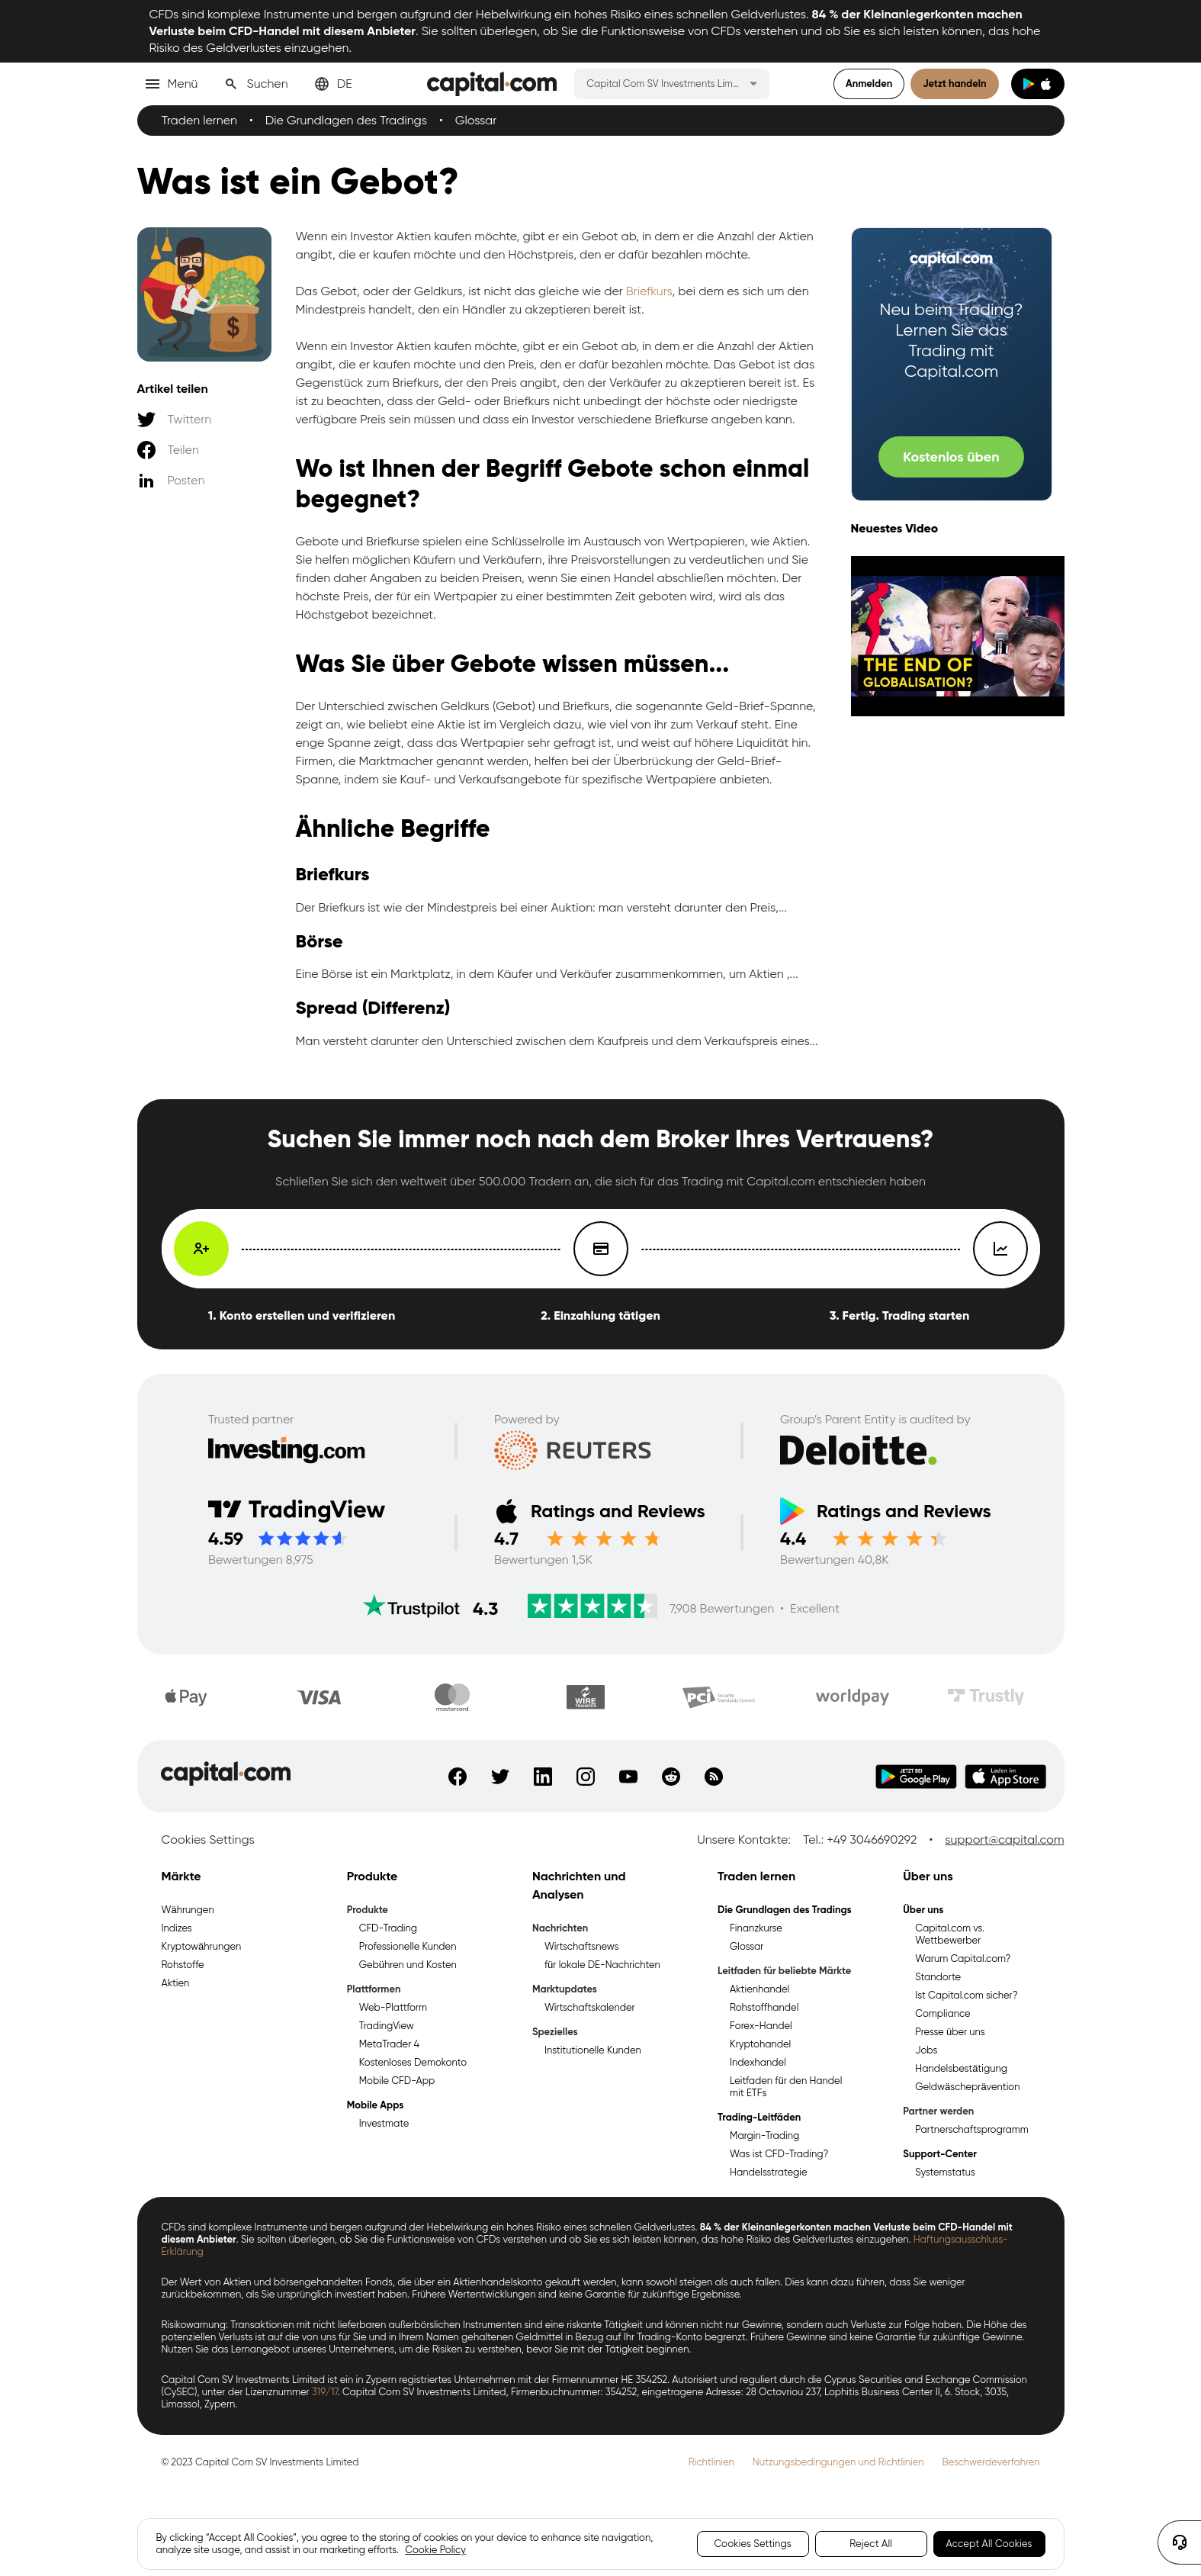 CFDs sind komplexe Instrumente und bergen aufgrund der Hebelwirkung ein hohes Risiko eines schnellen Geldverlustes. 84 % der Kleinanlegerkonten machen
Verluste beim CFD-Handel mit diesem Anbieter. Sie sollten überlegen, ob Sie die Funktionsweise von CFDs verstehen und ob Sie es sich leisten können, das hohe
Risiko des Geldverlustes einzugehen.
Menü Suchen DE capital.com Capital Com SV Investments Lim... Anmelden Jetzt handeln
Traden lernen • Die Grundlagen des Tradings • Glossar
Was ist ein Gebot?
$
Artikel teilen
Twittern
Teilen
Posten
Wenn ein Investor Aktien kaufen möchte, gibt er ein Gebot ab, in dem er die Anzahl der Aktien
angibt, die er kaufen möchte und den Höchstpreis, den er dafür bezahlen möchte.
Das Gebot, oder der Geldkurs, ist nicht das gleiche wie der Briefkurs, bei dem es sich um den
Mindestpreis handelt, den ein Händler zu akzeptieren bereit ist.
Wenn ein Investor Aktien kaufen möchte, gibt er ein Gebot ab, in dem er die Anzahl der Aktien
angibt, die er kaufen möchte und den Preis, den er dafür bezahlen möchte. Das Gebot ist das
Gegenstück zum Briefkurs, der den Preis angibt, den der Verkäufer zu akzeptieren bereit ist. Es
ist zu beachten, dass der Geld- oder Briefkurs nicht unbedingt der höchste oder niedrigste
verfügbare Preis sein müssen und dass ein Investor verschiedene Briefkurse angeben kann.
Wo ist Ihnen der Begriff Gebote schon einmal
begegnet?
Gebote und Briefkurse spielen eine Schlüsselrolle im Austausch von Wertpapieren, wie Aktien.
Sie helfen möglichen Käufern und Verkäufern, ihre Preisvorstellungen zu verdeutlichen und Sie
finden daher Angaben zu beiden Preisen, wenn Sie einen Handel abschließen möchten. Der
höchste Preis, der für ein Wertpapier zu einer bestimmten Zeit geboten wird, wird als das
Höchstgebot bezeichnet.
Was Sie über Gebote wissen müssen...
Der Unterschied zwischen Geldkurs (Gebot) und Briefkurs, die sogenannte Geld-Brief-Spanne,
zeigt an, wie beliebt eine Aktie ist im Vergleich dazu, wie viel von ihr zum Verkauf steht. Eine
enge Spanne zeigt, dass das Wertpapier sehr gefragt ist, und weist auf höhere Liquidität hin.
Firmen, die Marktmacher genannt werden, helfen bei der Überbrückung der Geld-Brief-
Spanne, indem sie Kauf- und Verkaufsangebote für spezifische Wertpapiere anbieten.
Ähnliche Begriffe
Briefkurs
Der Briefkurs ist wie der Mindestpreis bei einer Auktion: man versteht darunter den Preis,...
Börse
Eine Börse ist ein Marktplatz, in dem Käufer und Verkäufer zusammenkommen, um Aktien ,...
Spread (Differenz)
Man versteht darunter den Unterschied zwischen dem Kaufpreis und dem Verkaufspreis eines...
capital.com
Neu beim Trading?
Lernen Sie das
Trading mit
Capital.com
Kostenlos üben
Neuestes Video
THE END OF
GLOBALISATION?
Suchen Sie immer noch nach dem Broker Ihres Vertrauens?
Schließen Sie sich den weltweit über 500.000 Tradern an, die sich für das Trading mit Capital.com entschieden haben
1. Konto erstellen und verifizieren 2. Einzahlung tätigen 3. Fertig. Trading starten
Trusted partner Powered by Group's Parent Entity is audited by
Investing.com REUTERS Deloitte.
TradingView Ratings and Reviews Ratings and Reviews
4.59 4.7 4.4
Bewertungen 8,975 Bewertungen 1,5K Bewertungen 40,8K
Trustpilot 4.3 7,908 Bewertungen • Excellent
Pay VISA mastercard WIRE TRANSFER PCI Security Standards Council worldpay Trustly
capital.com JETZT BEI Google Play Laden im App Store
Cookies Settings Unsere Kontakte: Tel.: +49 3046690292 • support@capital.com
Märkte
Währungen
Indizes
Kryptowährungen
Rohstoffe
Aktien
Produkte
Produkte
CFD-Trading
Professionelle Kunden
Gebühren und Kosten
Plattformen
Web-Plattform
TradingView
MetaTrader 4
Kostenloses Demokonto
Mobile CFD-App
Mobile Apps
Investmate
Nachrichten und
Analysen
Nachrichten
Wirtschaftsnews
für lokale DE-Nachrichten
Marktupdates
Wirtschaftskalender
Spezielles
Institutionelle Kunden
Traden lernen
Die Grundlagen des Tradings
Finanzkurse
Glossar
Leitfaden für beliebte Märkte
Aktienhandel
Rohstoffhandel
Forex-Handel
Kryptohandel
Indexhandel
Leitfaden für den Handel
mit ETFs
Trading-Leitfäden
Margin-Trading
Was ist CFD-Trading?
Handelsstrategie
Über uns
Über uns
Capital.com vs.
Wettbewerber
Warum Capital.com?
Standorte
Ist Capital.com sicher?
Compliance
Presse über uns
Jobs
Handelsbestätigung
Geldwäscheprävention
Partner werden
Partnerschaftsprogramm
Support-Center
Systemstatus
CFDs sind komplexe Instrumente und bergen aufgrund der Hebelwirkung ein hohes Risiko eines schnellen Geldverlustes. 84 % der Kleinanlegerkonten machen Verluste beim CFD-Handel mit
diesem Anbieter. Sie sollten überlegen, ob Sie die Funktionsweise von CFDs verstehen und ob Sie es sich leisten können, das hohe Risiko des Geldverlustes einzugehen. Haftungsausschluss-
Erklärung
Der Wert von Aktien und börsengehandelten Fonds, die über ein Aktienhandelskonto gekauft werden, kann sowohl steigen als auch fallen. Dies kann dazu führen, dass Sie weniger
zurückbekommen, als Sie ursprünglich investiert haben. Frühere Wertentwicklungen sind keine Garantie für zukünftige Ergebnisse.
Risikowarnung: Transaktionen mit nicht lieferbaren außerbörslichen Instrumenten sind eine riskante Tätigkeit und können nicht nur Gewinne, sondern auch Verluste zur Folge haben. Die Höhe des
potenziellen Verlusts ist auf die von uns für Sie und in Ihrem Namen gehaltenen Geldmittel in Bezug auf Ihr Trading-Konto begrenzt. Frühere Gewinne sind keine Garantie für zukünftige Gewinne.
Nutzen Sie das Lernangebot unseres Unternehmens, um die Risiken zu verstehen, bevor Sie mit der Tätigkeit beginnen.
Capital Com SV Investments Limited ist ein in Zypern registriertes Unternehmen mit der Firmennummer HE 354252. Autorisiert und reguliert durch die Cyprus Securities and Exchange Commission
(CySEC), unter der Lizenznummer 319/17. Capital Com SV Investments Limited, Firmenbuchnummer: 354252, eingetragene Adresse: 28 Octovriou 237, Lophitis Business Center II, 6. Stock, 3035,
Limassol, Zypern.
© 2023 Capital Com SV Investments Limited Richtlinien Nutzungsbedingungen und Richtlinien Beschwerdeverfahren
By clicking "Accept All Cookies", you agree to the storing of cookies on your device to enhance site navigation,
analyze site usage, and assist in our marketing efforts. Cookie Policy
Cookies Settings Reject All Accept All Cookies